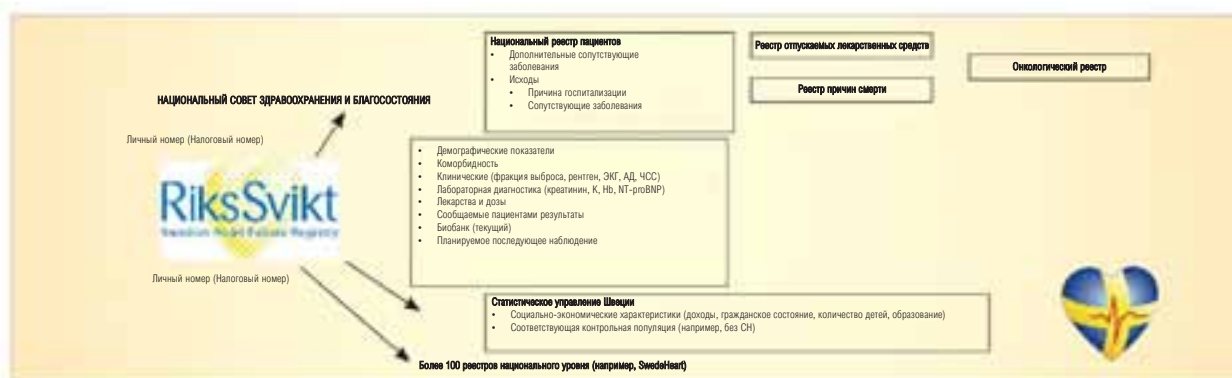 Национальный реестр пациентов
• Дополнительные сопутствующие
заболевания
• Исходы
• Причина госпитализации
• Сопутствующие заболевания
Реестр отпускаемых лекарственных средств
Реестр причин смерти
Онкологический реестр
НАЦИОНАЛЬНЫЙ СОВЕТ ЗДРАВООХРАНЕНИЯ И БЛАГОСОСТОЯНИЯ
Личный номер (Налоговый номер)
RiksSvikt
Swedish Heart Failure Registry
• Демографические показатели
• Коморбидность
• Клинические (фракция выброса, рентген, ЭКГ, АД, ЧСС)
• Лабораторная диагностика (креатинин, K, Hb, NT-proBNP)
• Лекарства и дозы
• Сообщаемые пациентами результаты
• Биобанк (текущий)
• Планируемое последующее наблюдение
Личный номер (Налоговый номер)
Статистическое управление Швеции
• Социально-экономические характеристики (доходы, гражданское состояние, количество детей, образование)
• Соответствующая контрольная популяция (например, без СН)
Более 100 реестров национального уровня (например, SwedeHeart)